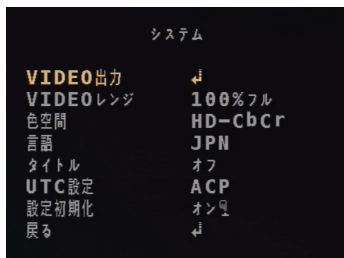 システム
VIDEO出力 ↲
VIDEOレンジ 100%フル
色空間 HD-CbCr
言語 JPN
タイトル オフ
UTC設定 ACP
設定初期化 オン
戻る ↲